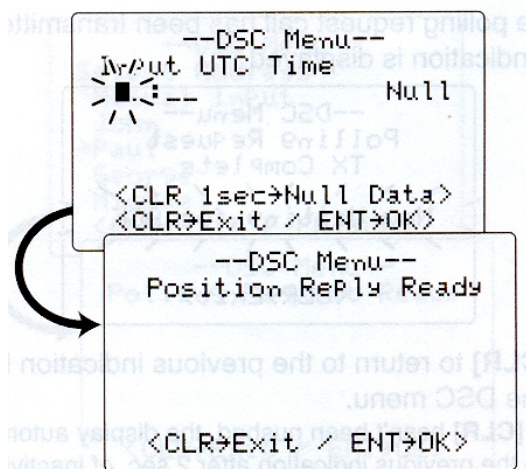 --DSC Menu--
Input UTC Time
:__
Null
<CLR 1sec→Null Data>
<CLR→Exit / ENT→OK>
--DSC Menu--
Position Reply Ready
<CLR→Exit / ENT→OK>